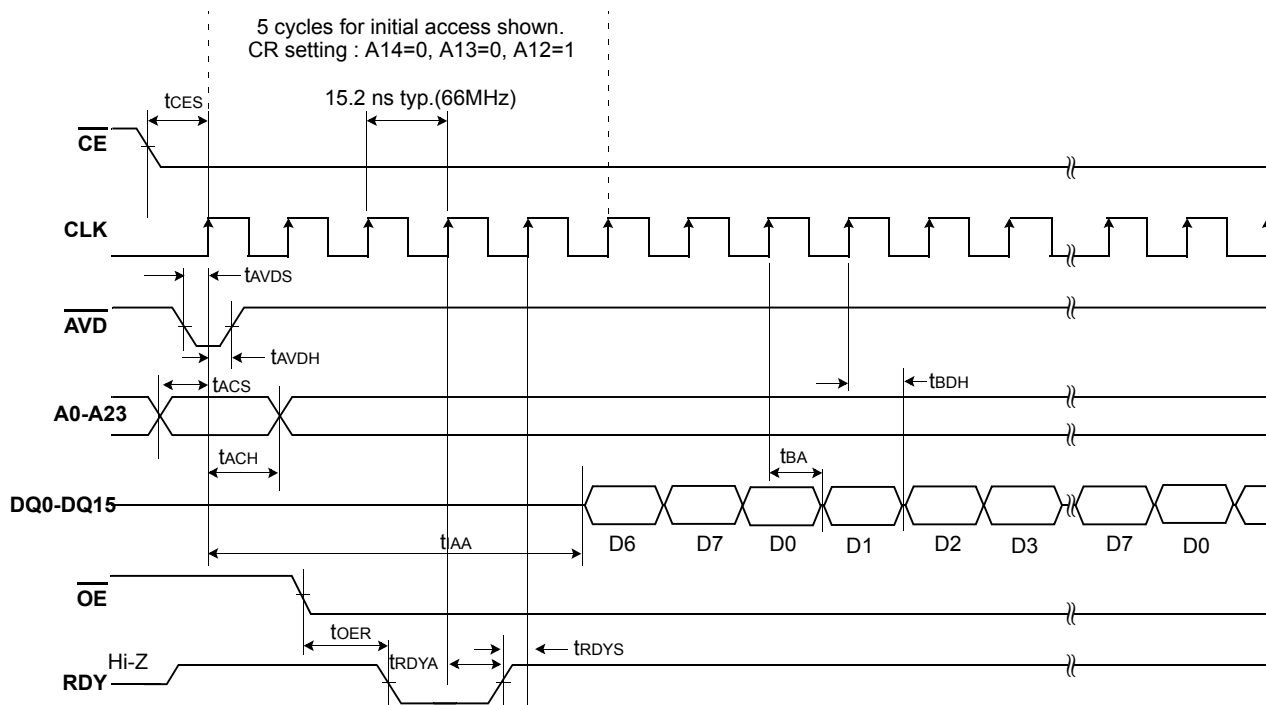 5 cycles for initial access shown.
CR setting : A14=0, A13=0, A12=1
15.2 ns typ.(66MHz)
tCES
CE
CLK
tAVDS
AVD
tAVDH
tACS
tBDH
A0-A23
tACH
tBA
DQ0-DQ15
tIAA
D6 D7 D0 D1 D2 D3 D7 D0
OE
tOER
tRDYS
Hi-Z
tRDYA
RDY